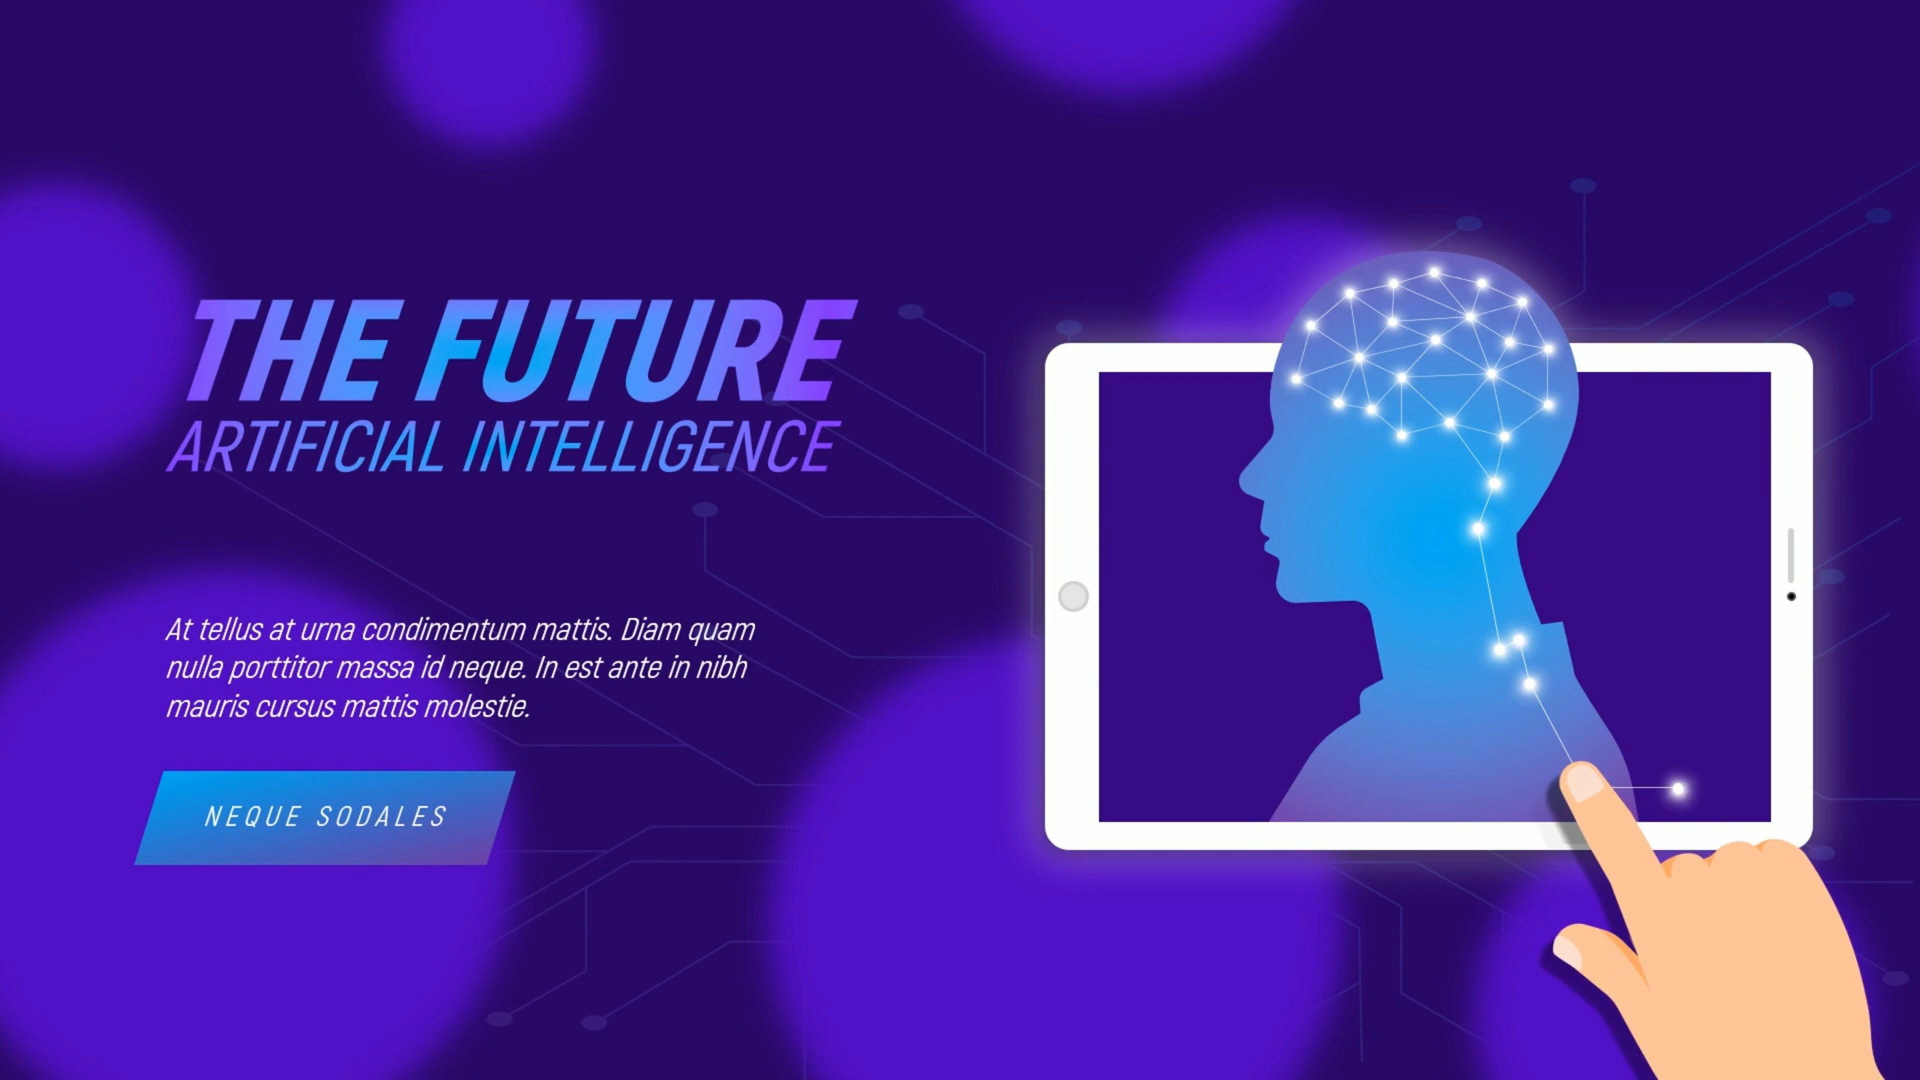 THE FUTURE
ARTIFICIAL INTELLIGENCE
At tellus at urna condimentum mattis. Diam quam
nulla porttitor massa id neque. In est ante in nibh
mauris cursus mattis molestie.
NEQUE SODALES